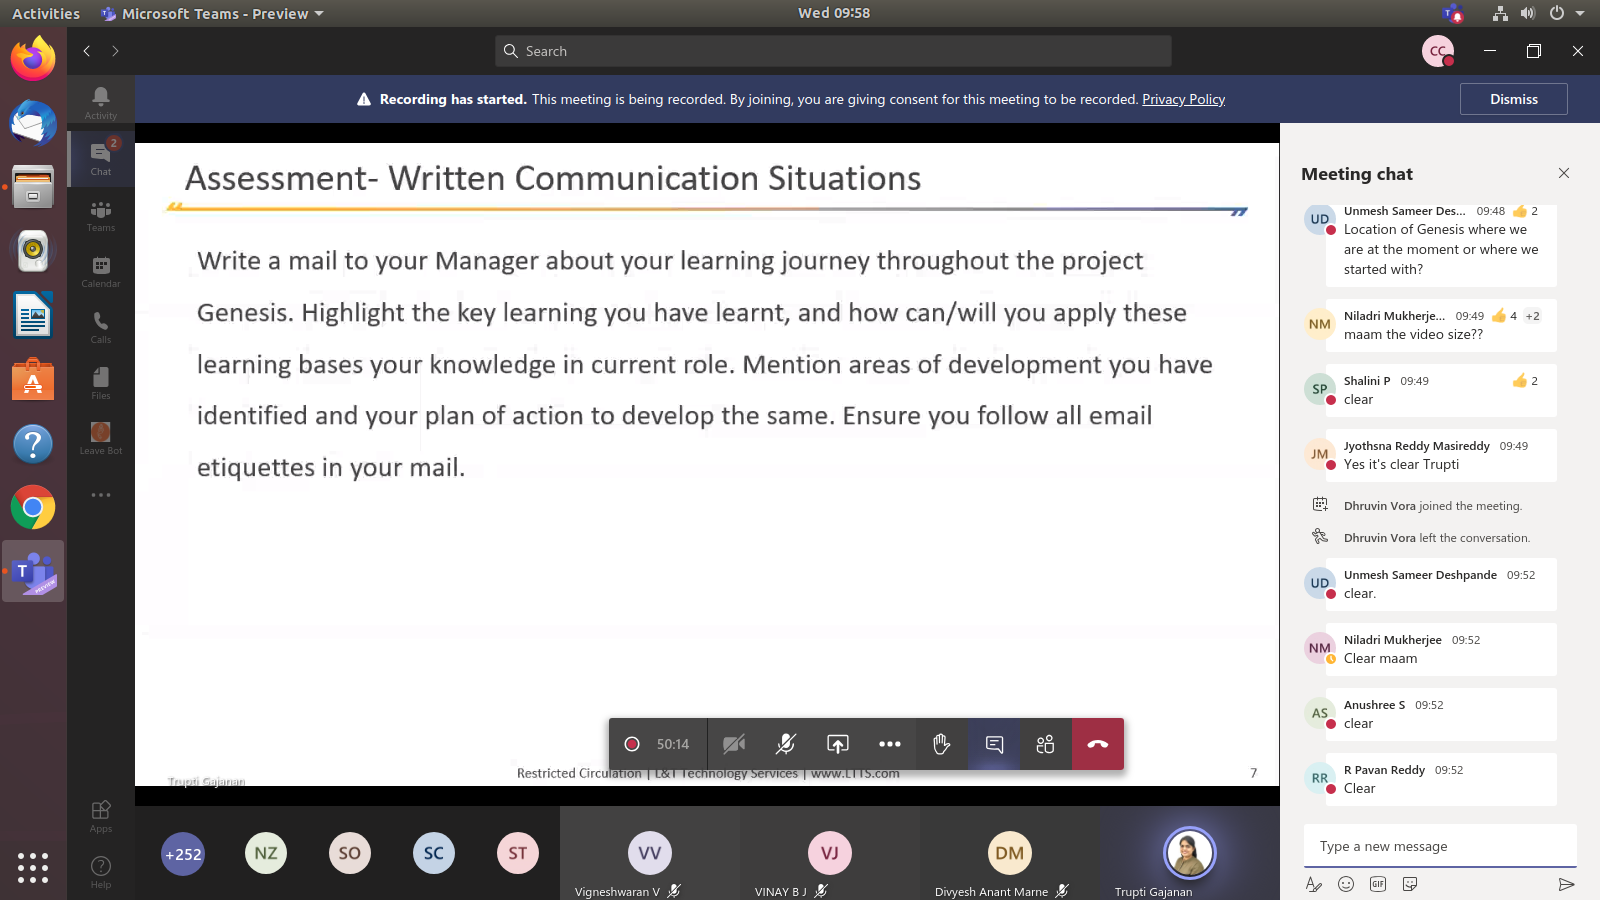 Activities
Microsoft Teams - Preview
Wed 09:58
Search
CC
Recording has started. This meeting is being recorded. By joining, you are giving consent for this meeting to be recorded. Privacy Policy
Dismiss
Activity
2
Chat
Teams
Calendar
Calls
Files
Leave Bot
Apps
Help
Assessment- Written Communication Situations
Write a mail to your Manager about your learning journey throughout the project
Genesis. Highlight the key learning you have learnt, and how can/will you apply these
learning bases your knowledge in current role. Mention areas of development you have
identified and your plan of action to develop the same. Ensure you follow all email
etiquettes in your mail.
50:14
Trupti Gajanan
Restricted Circulation | L&T Technology Services | www.LTTS.com
7
+252
NZ
SO
SC
ST
VV
Vigneshwaran V
VJ
VINAY B J
DM
Divyesh Anant Marne
Trupti Gajanan
Meeting chat
UD
Unmesh Sameer Des... 09:48 2
Location of Genesis where we
are at the moment or where we
started with?
NM
Niladri Mukherje... 09:49 4 +2
maam the video size??
SP
Shalini P 09:49 2
clear
JM
Jyothsna Reddy Masireddy 09:49
Yes it's clear Trupti
Dhruvin Vora joined the meeting.
Dhruvin Vora left the conversation.
UD
Unmesh Sameer Deshpande 09:52
clear.
NM
Niladri Mukherjee 09:52
Clear maam
AS
Anushree S 09:52
clear
RR
R Pavan Reddy 09:52
Clear
Type a new message
GIF